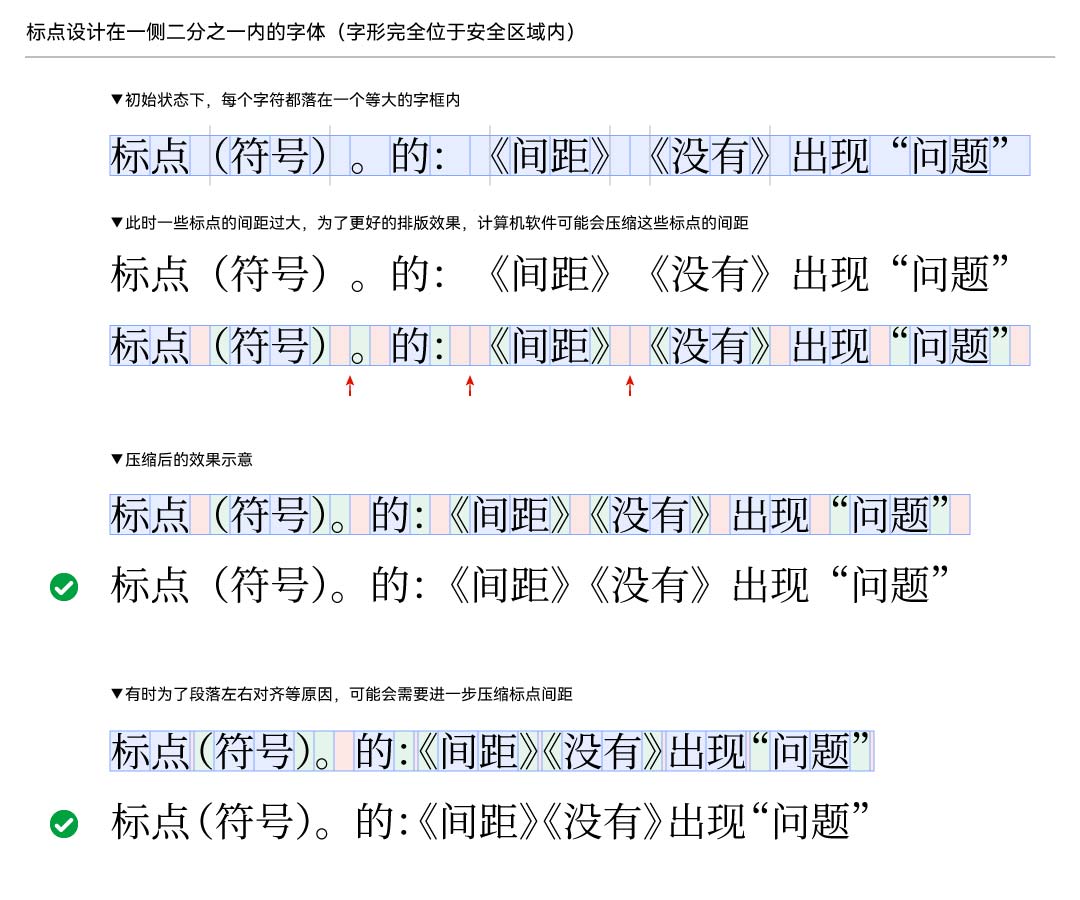 标点设计在一侧二分之一内的字体（字形完全位于安全区域内）
▼初始状态下，每个字符都落在一个等大的字框内
标点（符号）。的：《间距》《没有》出现“问题”
▼此时一些标点的间距过大，为了更好的排版效果，计算机软件可能会压缩这些标点的间距
标点（符号）。的：《间距》《没有》出现“问题”
标点（符号）。的：《间距》《没有》出现“问题”
▼压缩后的效果示意
标点（符号）。的：《间距》《没有》出现“问题”
标点（符号）。的：《间距》《没有》出现“问题”
▼有时为了段落左右对齐等原因，可能会需要进一步压缩标点间距
标点（符号）。的：《间距》《没有》出现“问题”
标点（符号）。的：《间距》《没有》出现“问题”